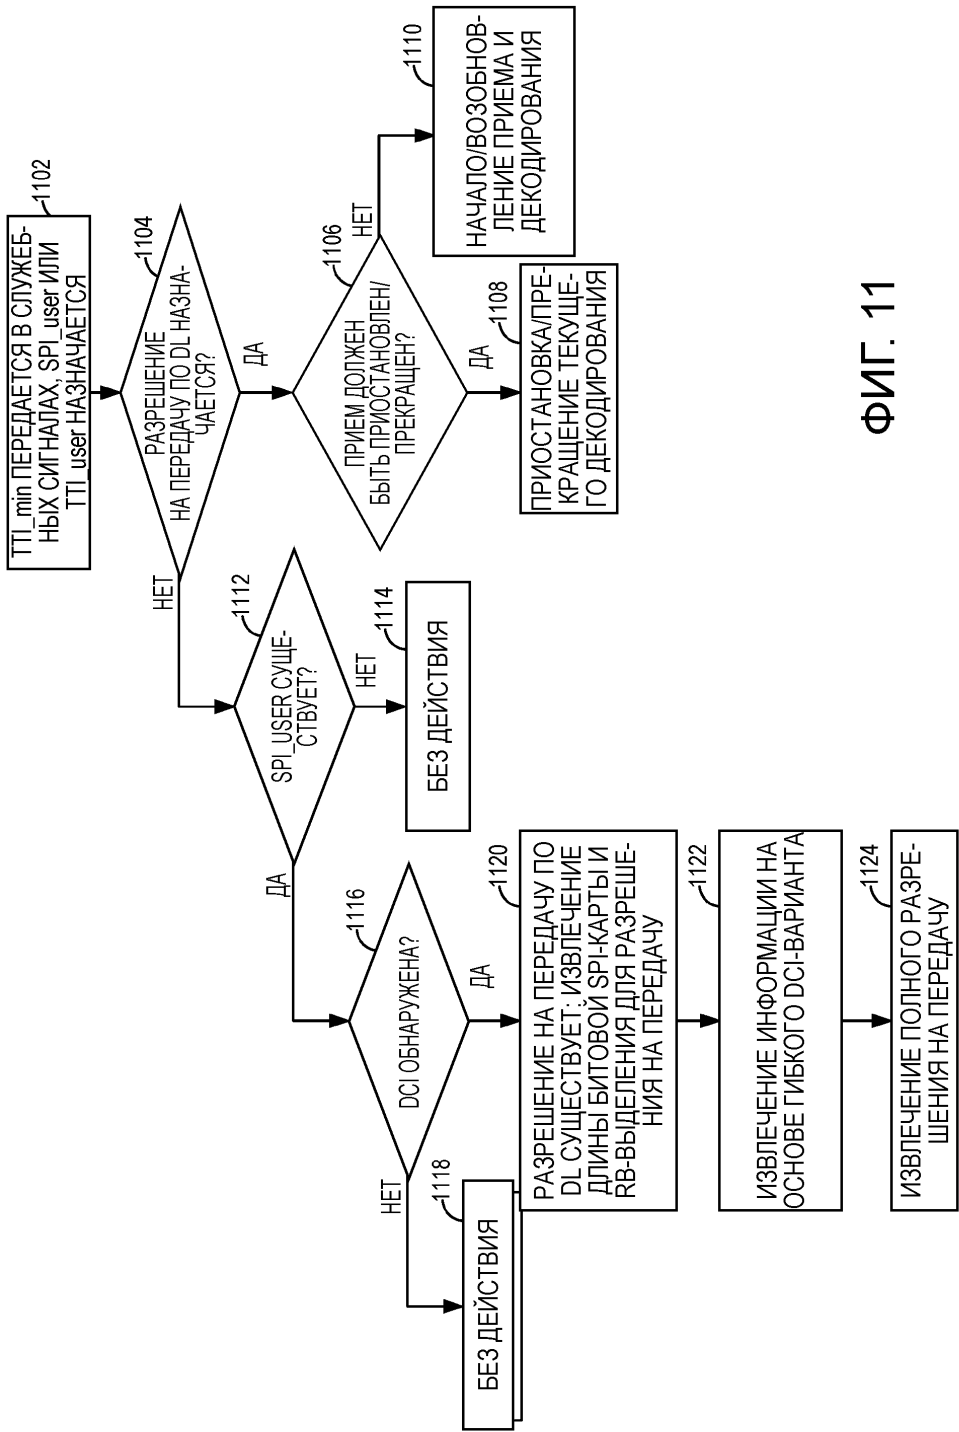 1102
TTI_min ПЕРЕДАЕТСЯ В СЛУЖЕБ-
НЫХ СИГНАЛАХ, SPI_user ИЛИ
TTI_user НАЗНАЧАЕТСЯ
1104
РАЗРЕШЕНИЕ
НА ПЕРЕДАЧУ ПО DL НАЗНА-
ЧАЕТСЯ?
НЕТ
ДА
1106
ПРИЕМ ДОЛЖЕН
БЫТЬ ПРИОСТАНОВЛЕН/
ПРЕКРАЩЕН?
НЕТ
ДА
1108
ПРИОСТАНОВКА/ПРЕ-
КРАЩЕНИЕ ТЕКУЩЕ-
ГО ДЕКОДИРОВАНИЯ
1110
НАЧАЛО/ВОЗОБНОВ-
ЛЕНИЕ ПРИЕМА И
ДЕКОДИРОВАНИЯ
1112
SPI_USER СУЩЕ-
СТВУЕТ?
ДА
НЕТ
1114
БЕЗ ДЕЙСТВИЯ
1116
DCI ОБНАРУЖЕНА?
НЕТ
ДА
1118
БЕЗ ДЕЙСТВИЯ
1120
РАЗРЕШЕНИЕ НА ПЕРЕДАЧУ ПО
DL СУЩЕСТВУЕТ: ИЗВЛЕЧЕНИЕ
ДЛИНЫ БИТОВОЙ SPI-КАРТЫ И
RB-ВЫДЕЛЕНИЯ ДЛЯ РАЗРЕШЕ-
НИЯ НА ПЕРЕДАЧУ
1122
ИЗВЛЕЧЕНИЕ ИНФОРМАЦИИ НА
ОСНОВЕ ГИБКОГО DCI-ВАРИАНТА
1124
ИЗВЛЕЧЕНИЕ ПОЛНОГО РАЗРЕ-
ШЕНИЯ НА ПЕРЕДАЧУ
ФИГ. 11